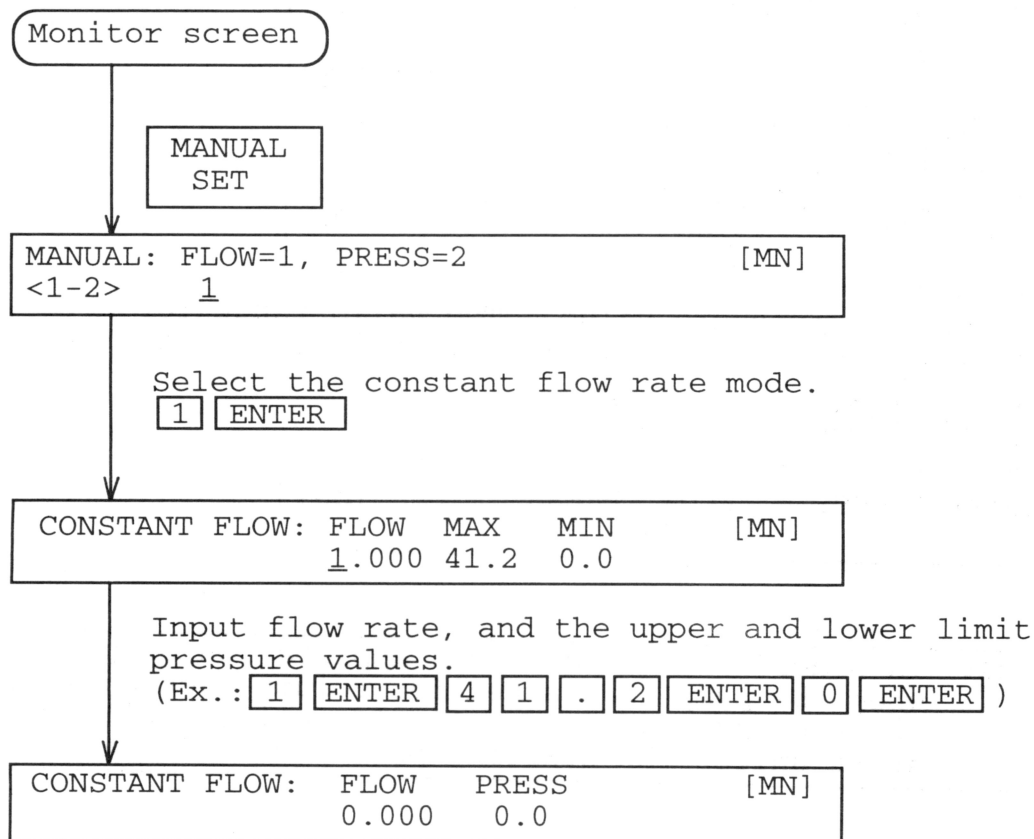 Monitor screen
MANUAL
SET
MANUAL: FLOW=1, PRESS=2 [MN]
<1-2> 1
Select the constant flow rate mode.
1 ENTER
CONSTANT FLOW: FLOW MAX MIN [MN]
1.000 41.2 0.0
Input flow rate, and the upper and lower limit
pressure values.
(Ex.: 1 ENTER 4 1 . 2 ENTER 0 ENTER )
CONSTANT FLOW: FLOW PRESS [MN]
0.000 0.0